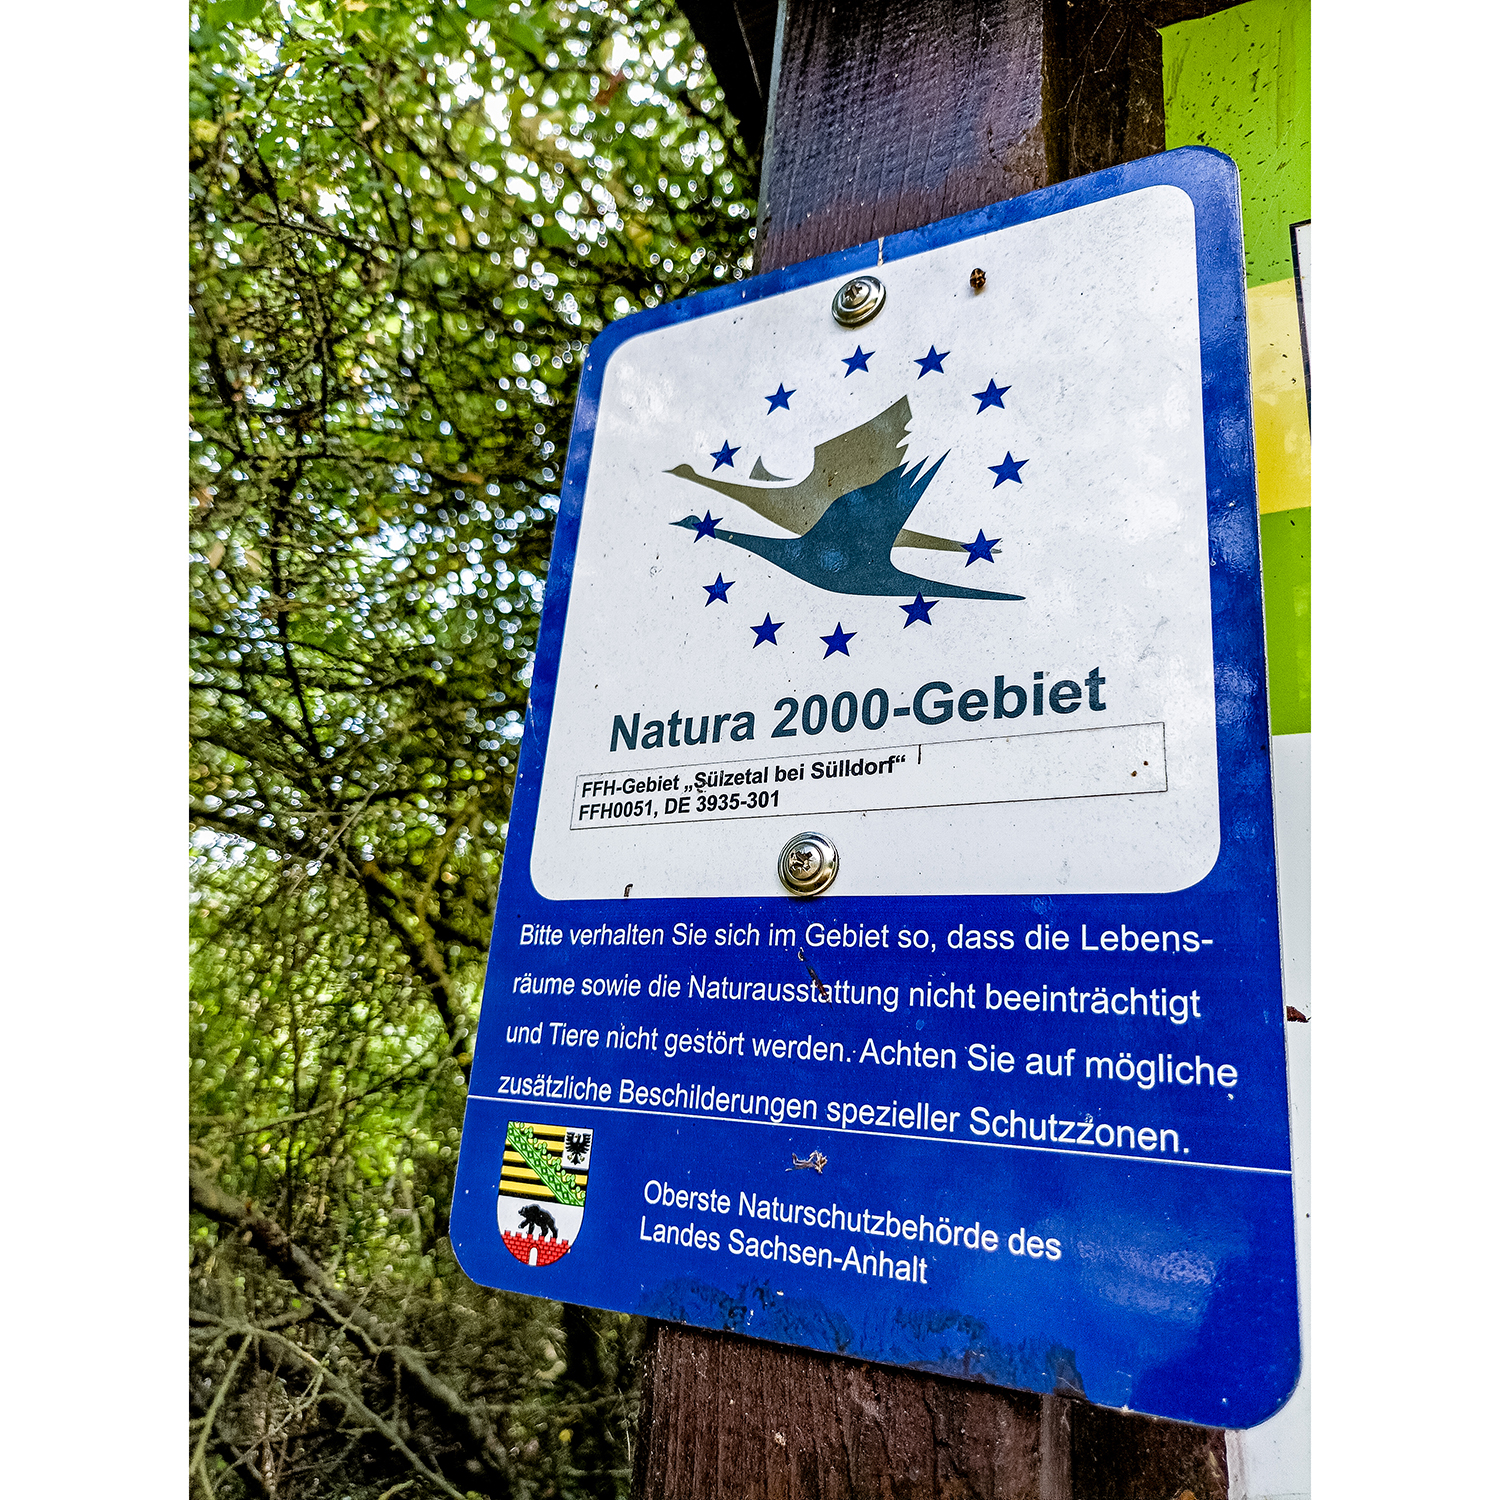 Natura 2000-Gebiet
FFH-Gebiet „Sülzetal bei Sülldorf“
FFH0051, DE 3935-301
Bitte verhalten Sie sich im Gebiet so, dass die Lebens-
räume sowie die Naturausstattung nicht beeinträchtigt
und Tiere nicht gestört werden. Achten Sie auf mögliche
zusätzliche Beschilderungen spezieller Schutzzonen.
Oberste Naturschutzbehörde des
Landes Sachsen-Anhalt